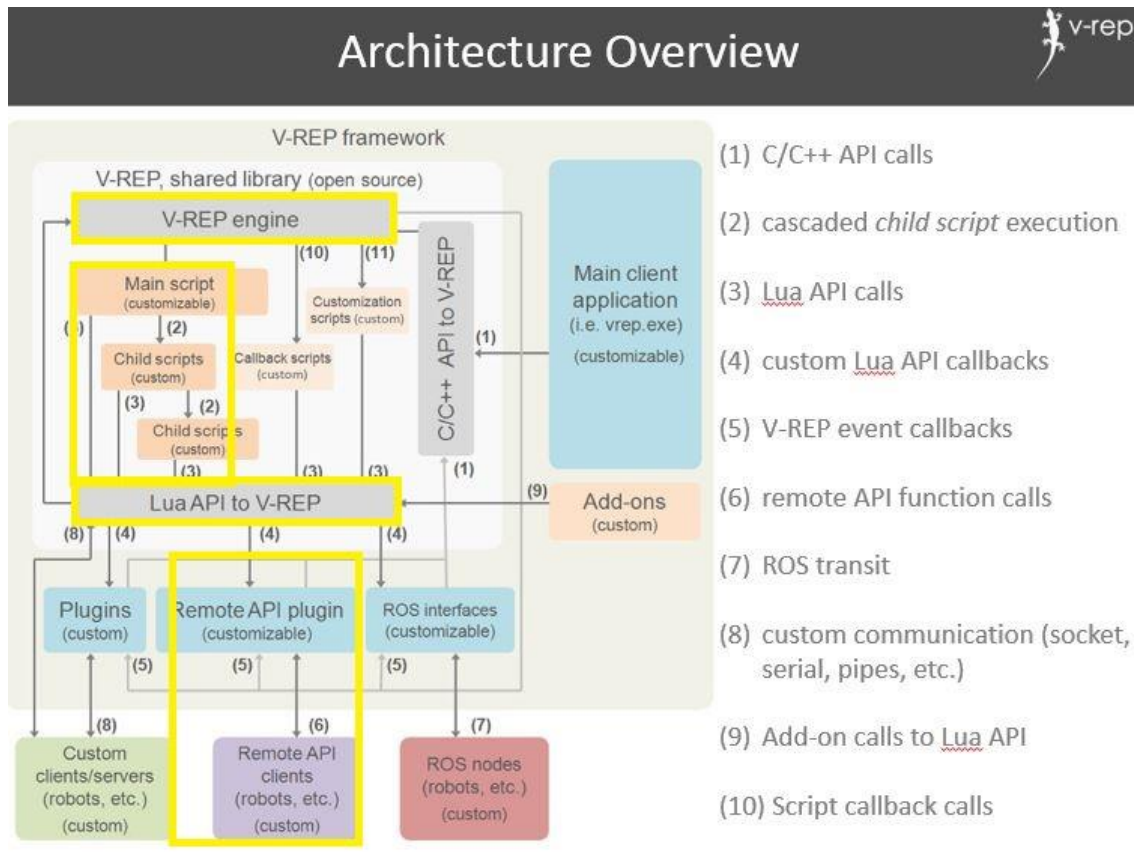 Architecture Overview
v-rep
V-REP framework
V-REP, shared library (open source)
V-REP engine
(10)
(11)
Main script
(customizable)
(2)
Customization
scripts (custom)
Child scripts
(custom)
Callback scripts
(custom)
(3)
(2)
Child scripts
(custom)
(3)
(3)
(3)
C/C++ API to V-REP
(1)
(1)
Main client
application
(i.e. vrep.exe)
(customizable)
Lua API to V-REP
(9)
Add-ons
(custom)
(8)
(4)
(4)
(4)
Plugins
(custom)
Remote API plugin
(customizable)
ROS interfaces
(customizable)
(5)
(5)
(5)
(8)
(6)
(7)
Custom
clients/servers
(robots, etc.)
(custom)
Remote API
clients
(robots, etc.)
(custom)
ROS nodes
(robots, etc.)
(custom)
(1) C/C++ API calls
(2) cascaded child script execution
(3) Lua API calls
(4) custom Lua API callbacks
(5) V-REP event callbacks
(6) remote API function calls
(7) ROS transit
(8) custom communication (socket,
serial, pipes, etc.)
(9) Add-on calls to Lua API
(10) Script callback calls